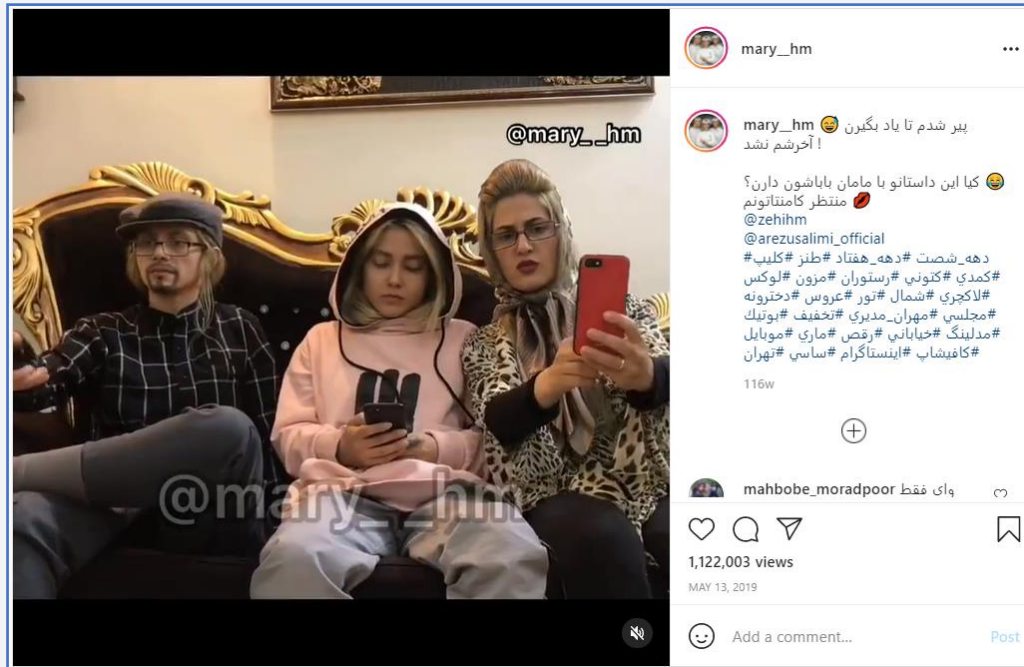 @mary__hm
@mary__hm
mary__hm
mary__hm 😅 پیر شدم تا یاد بگیرن
آخرشم نشد !
😂 کیا این داستانو با مامان باباشون دارن؟
منتظر کامنتاتونم 💋
@zehihm
@arezusalimi_official
#دهه_شصت #دهه_هفتاد #طنز #کلیپ
#کمدي #کتوني #رستوران #مزون #لوکس
#لاکچري #شمال #تور #عروس #دخترونه
#مجلسي #مهران_مديري #تخفيف #بوتيك
#مدلينگ #خياباني #رقص #ماري #موبايل
#کافيشاپ #اينستاگرام #ساسي #تهران
116w
mahbobe_moradpoor وای فقط
1,122,003 views
MAY 13, 2019
Add a comment...
Post